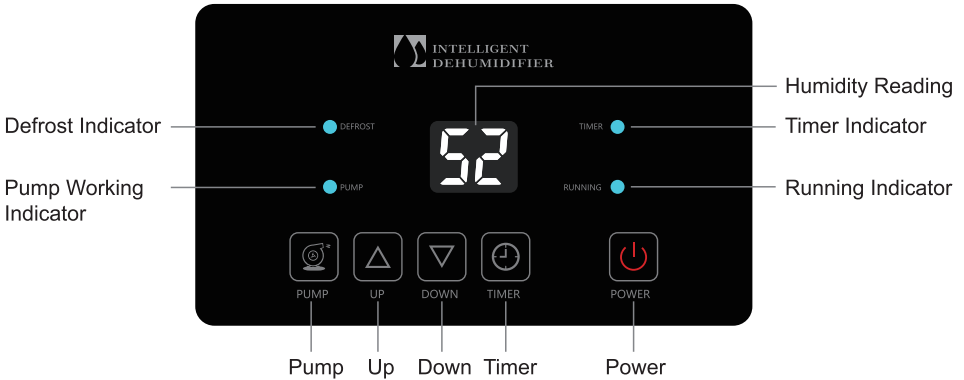 INTELLIGENT
DEHUMIDIFIER
Humidity Reading
Defrost Indicator
DEFROST
52
TIMER
Timer Indicator
Pump Working
Indicator
PUMP
RUNNING
Running Indicator
PUMP UP DOWN TIMER POWER
Pump Up Down Timer Power